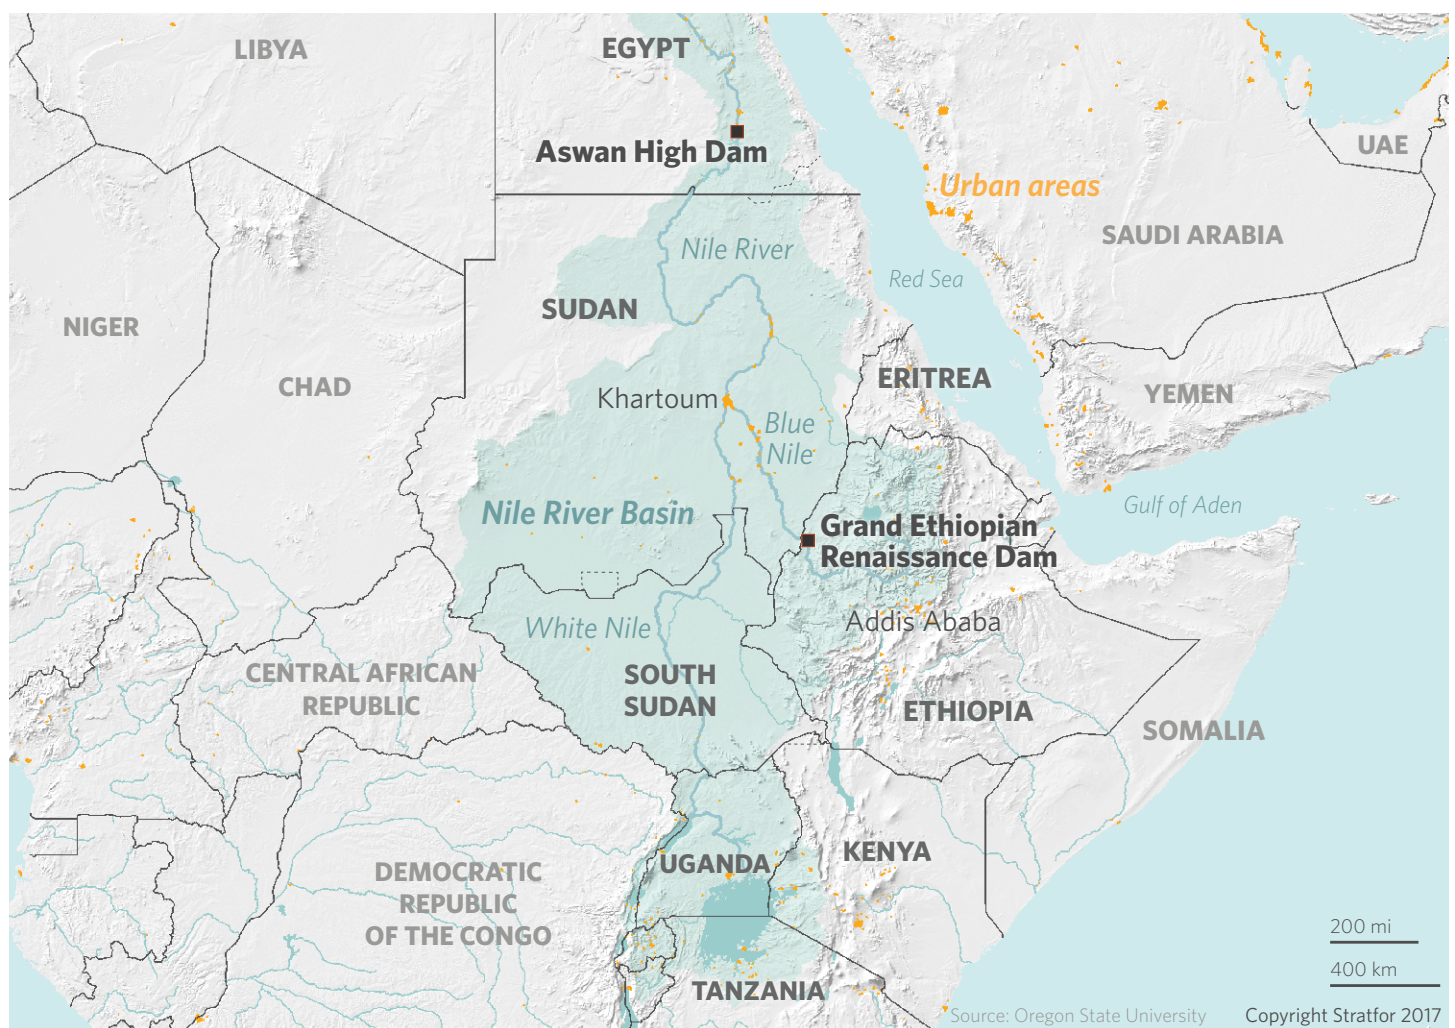 LIBYA
EGYPT
Aswan High Dam
UAE
Urban areas
SAUDI ARABIA
Nile River
Red Sea
SUDAN
NIGER
CHAD
ERITREA
YEMEN
Khartoum
Blue
Nile
Nile River Basin
Gulf of Aden
Grand Ethiopian
Renaissance Dam
White Nile
Addis Ababa
CENTRAL AFRICAN
REPUBLIC
SOUTH
SUDAN
ETHIOPIA
SOMALIA
UGANDA
KENYA
DEMOCRATIC
REPUBLIC
OF THE CONGO
200 mi
400 km
TANZANIA
Source: Oregon State University
Copyright Stratfor 2017